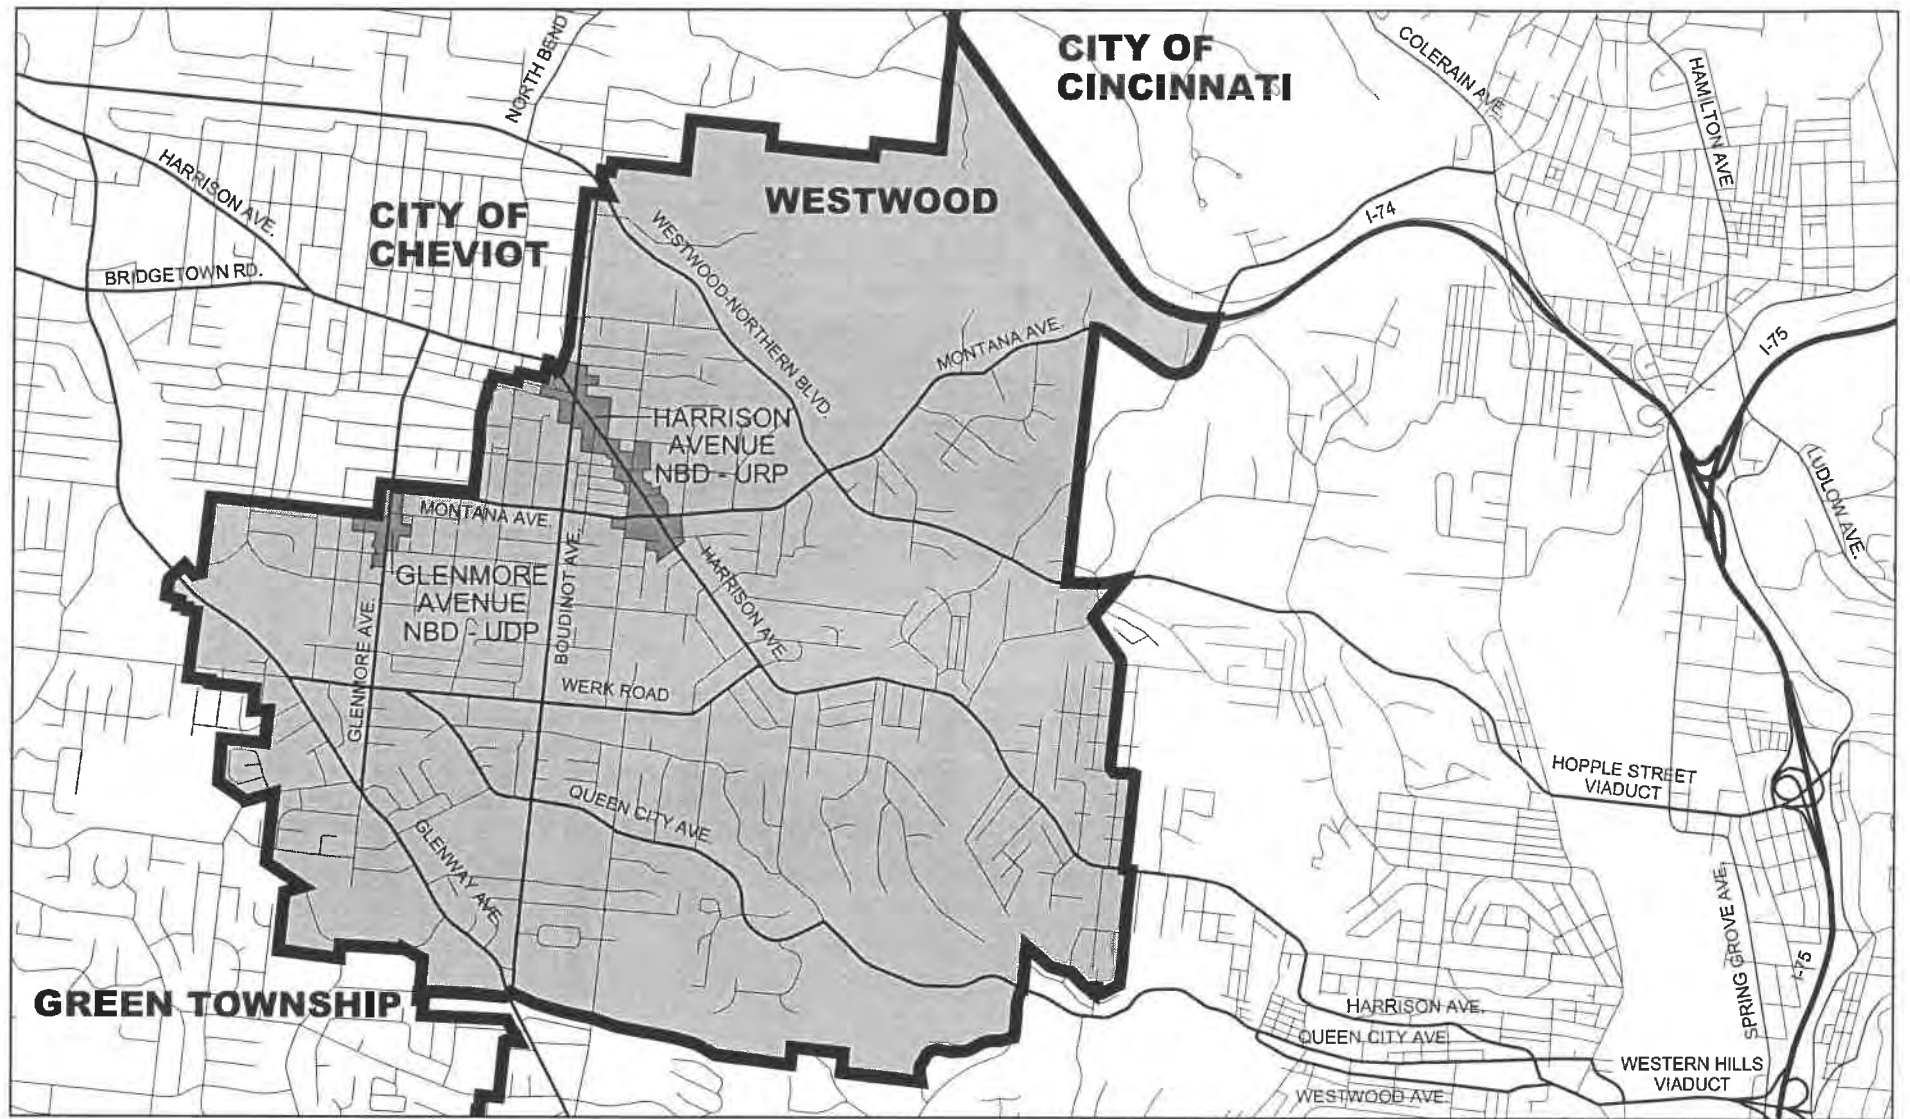 NORTH BEND
CITY OF
CINCINNATI
COLERAIN AVE.
HAMILTON AVE
HARRISON AVE.
CITY OF
CHEVIOT
WESTWOOD
I-74
BRIDGETOWN RD.
WESTWOOD-NORTHERN BLVD.
MONTANA AVE.
I-75
HARRISON
AVENUE
NBD - URP
LUDLOW AVE.
MONTANA AVE.
GLENMORE
AVENUE
NBD - UDP
BOUDINOT AVE.
HARRISON AVE.
GLENMORE AVE.
WERK ROAD
HOPPLE STREET
VIADUCT
QUEEN CITY AVE
GLENWAY AVE.
SPRING GROVE AVE.
I-75
GREEN TOWNSHIP
HARRISON AVE.
QUEEN CITY AVE
WESTERN HILLS
VIADUCT
WESTWOOD AVE.